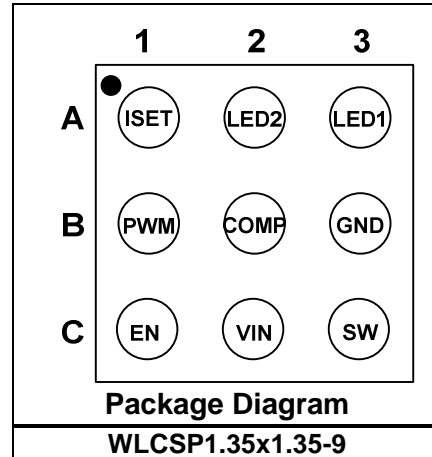 1 2 3
A ISET LED2 LED1
B PWM COMP GND
C EN VIN SW
Package Diagram
WLCSP1.35x1.35-9